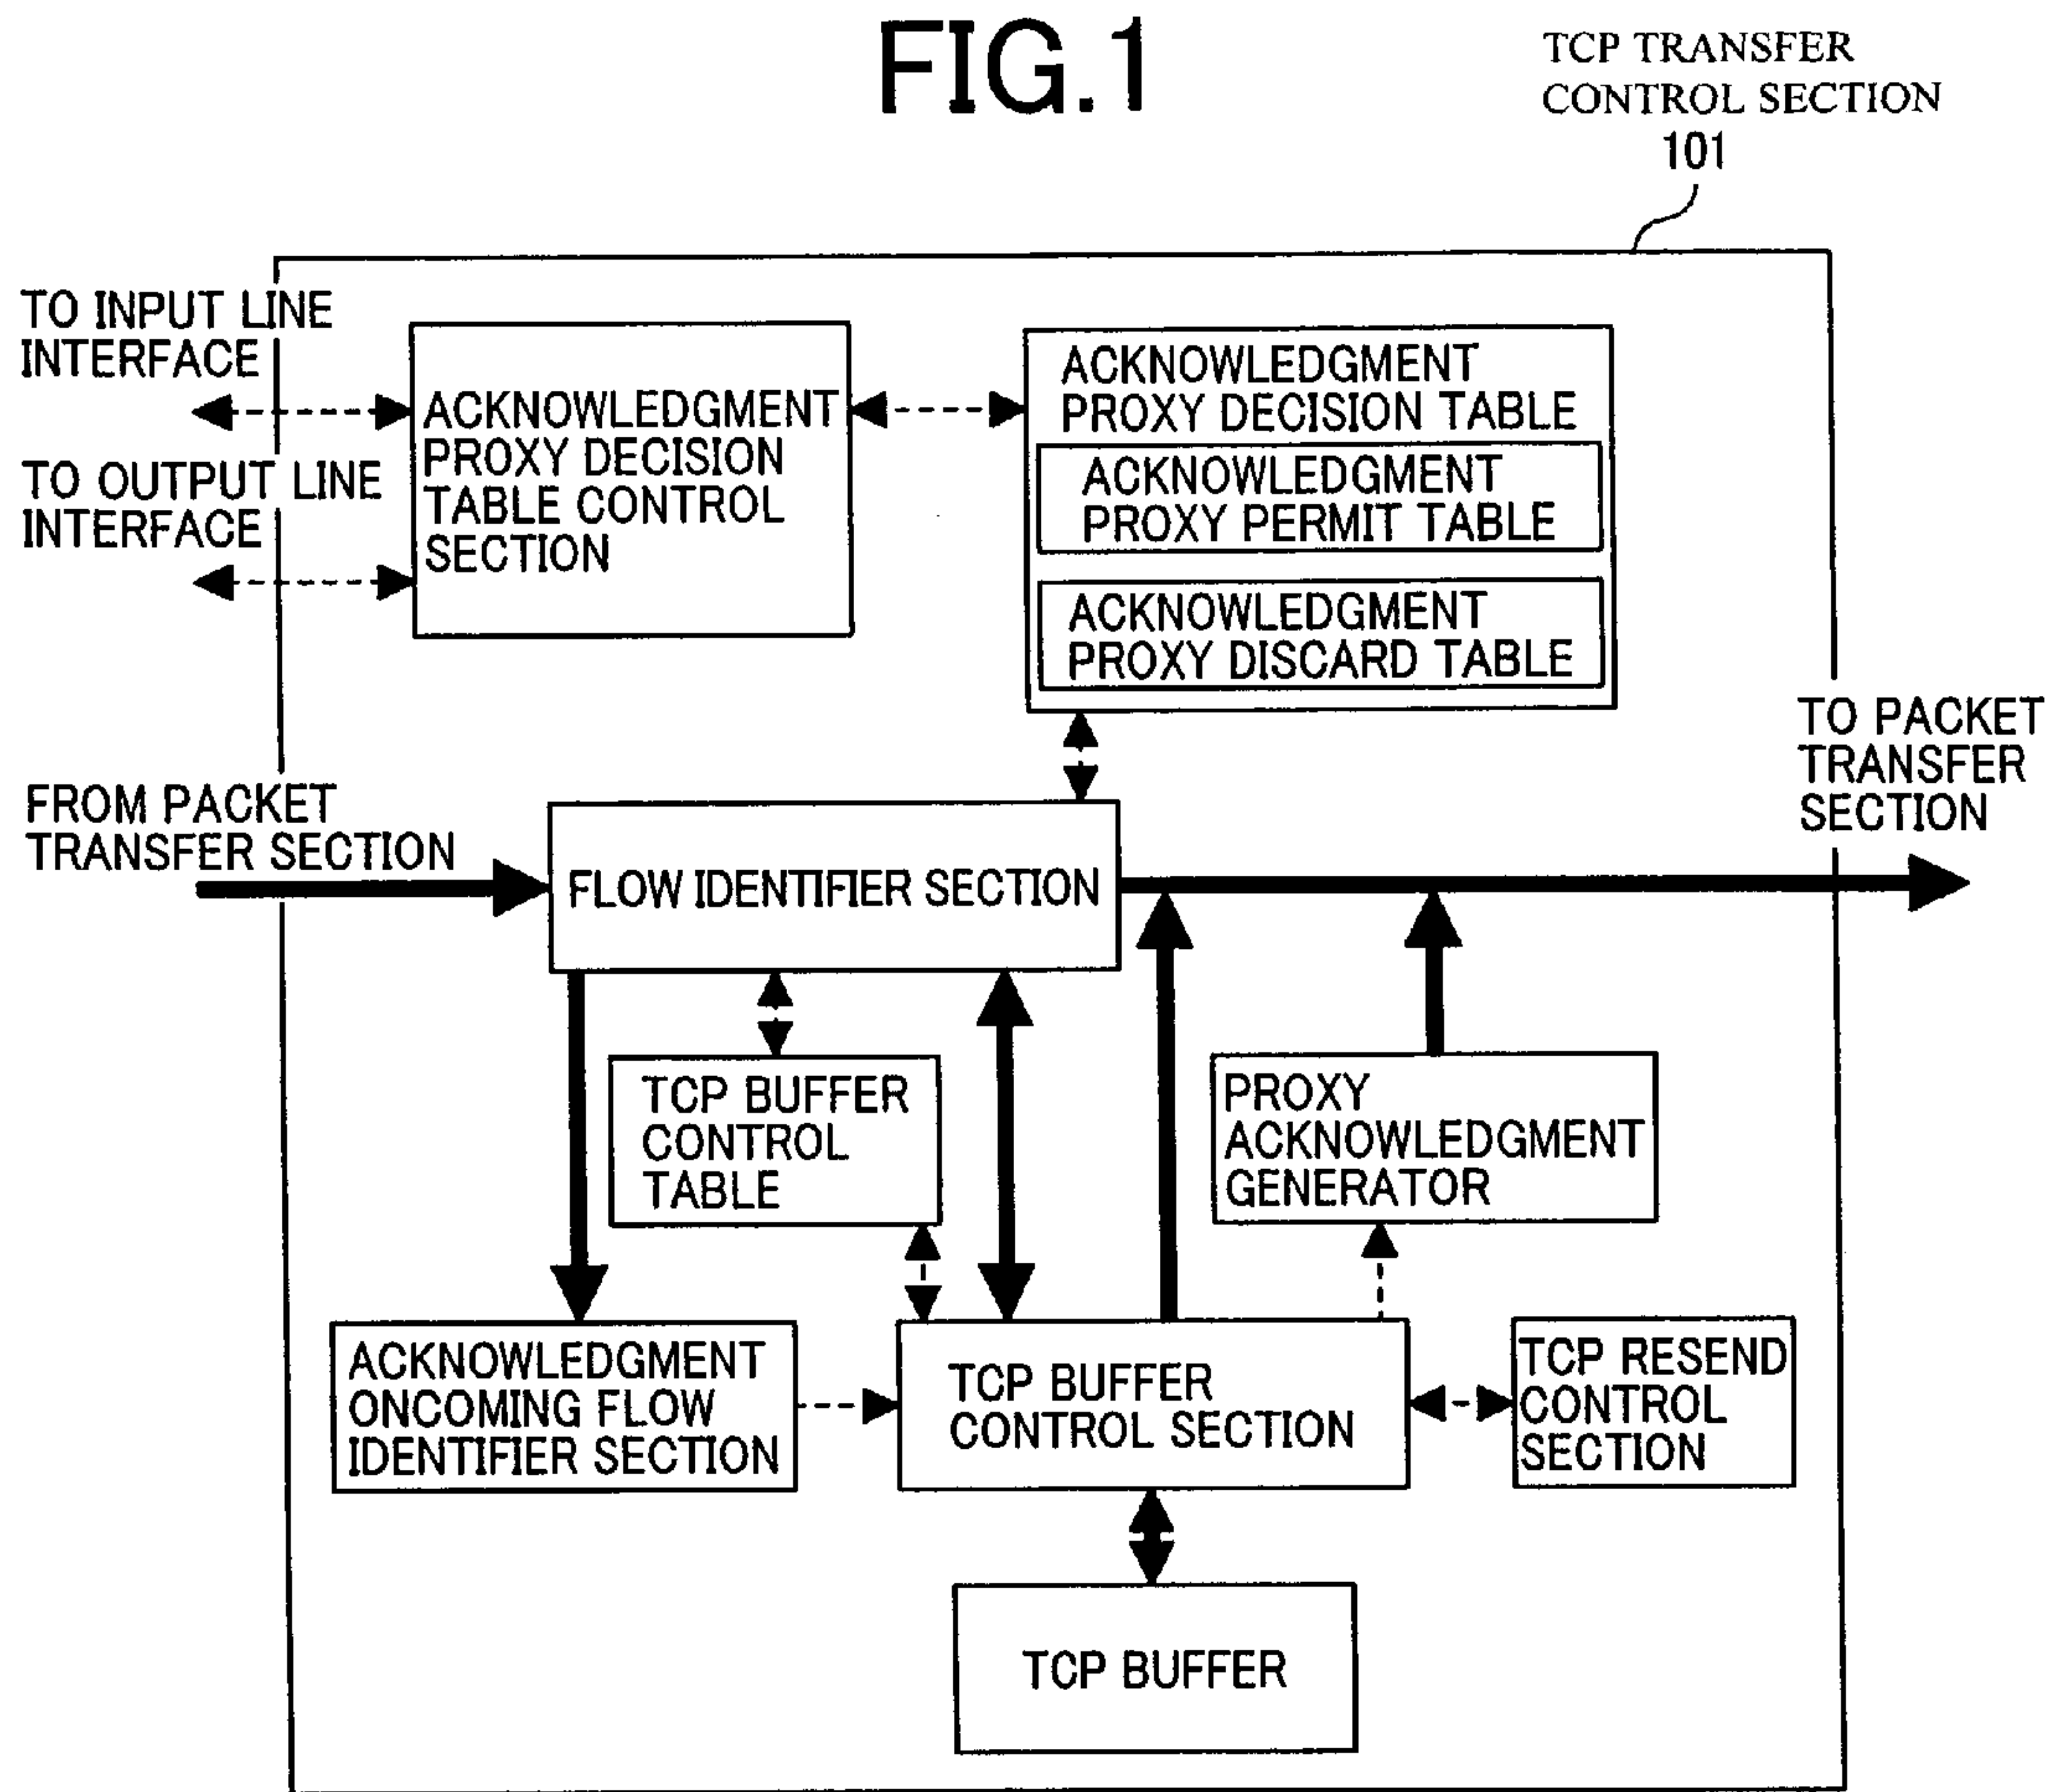 FIG.1
TCP TRANSFER
CONTROL SECTION
101
TO INPUT LINE
INTERFACE
TO OUTPUT LINE
INTERFACE
ACKNOWLEDGMENT
PROXY DECISION
TABLE CONTROL
SECTION
ACKNOWLEDGMENT
PROXY DECISION TABLE
ACKNOWLEDGMENT
PROXY PERMIT TABLE
ACKNOWLEDGMENT
PROXY DISCARD TABLE
TO PACKET
TRANSFER
SECTION
FROM PACKET
TRANSFER SECTION
FLOW IDENTIFIER SECTION
TCP BUFFER
CONTROL
TABLE
PROXY
ACKNOWLEDGMENT
GENERATOR
ACKNOWLEDGMENT
ONCOMING FLOW
IDENTIFIER SECTION
TCP BUFFER
CONTROL SECTION
TCP RESEND
CONTROL
SECTION
TCP BUFFER